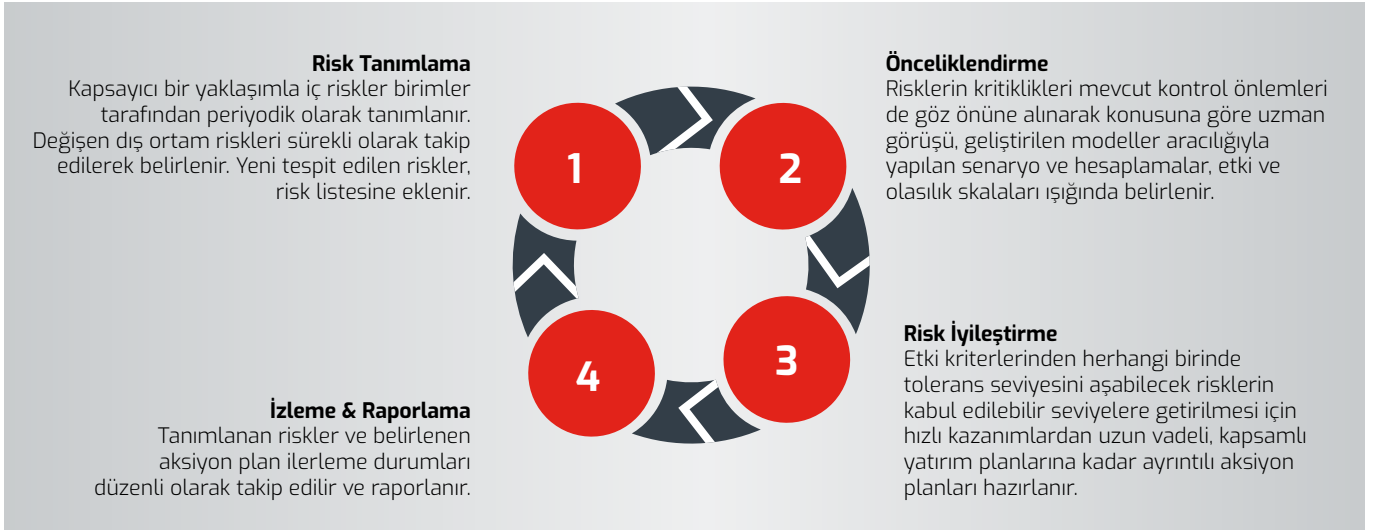 Risk Tanımlama
Kapsayıcı bir yaklaşımla iç riskler birimler
tarafından periyodik olarak tanımlanır.
Değişen dış ortam riskleri sürekli olarak takip
edilerek belirlenir. Yeni tespit edilen riskler,
risk listesine eklenir.
1
2
Önceliklendirme
Risklerin kritiklikleri mevcut kontrol önlemleri
de göz önüne alınarak konusuna göre uzman
görüşü, geliştirilen modeller aracılığıyla
yapılan senaryo ve hesaplamalar, etki ve
olasılık skalaları ışığında belirlenir.
3
Risk İyileştirme
Etki kriterlerinden herhangi birinde
tolerans seviyesini aşabilecek risklerin
kabul edilebilir seviyelere getirilmesi için
hızlı kazanımlardan uzun vadeli, kapsamlı
yatırım planlarına kadar ayrıntılı aksiyon
planları hazırlanır.
4
İzleme & Raporlama
Tanımlanan riskler ve belirlenen
aksiyon plan ilerleme durumları
düzenli olarak takip edilir ve raporlanır.